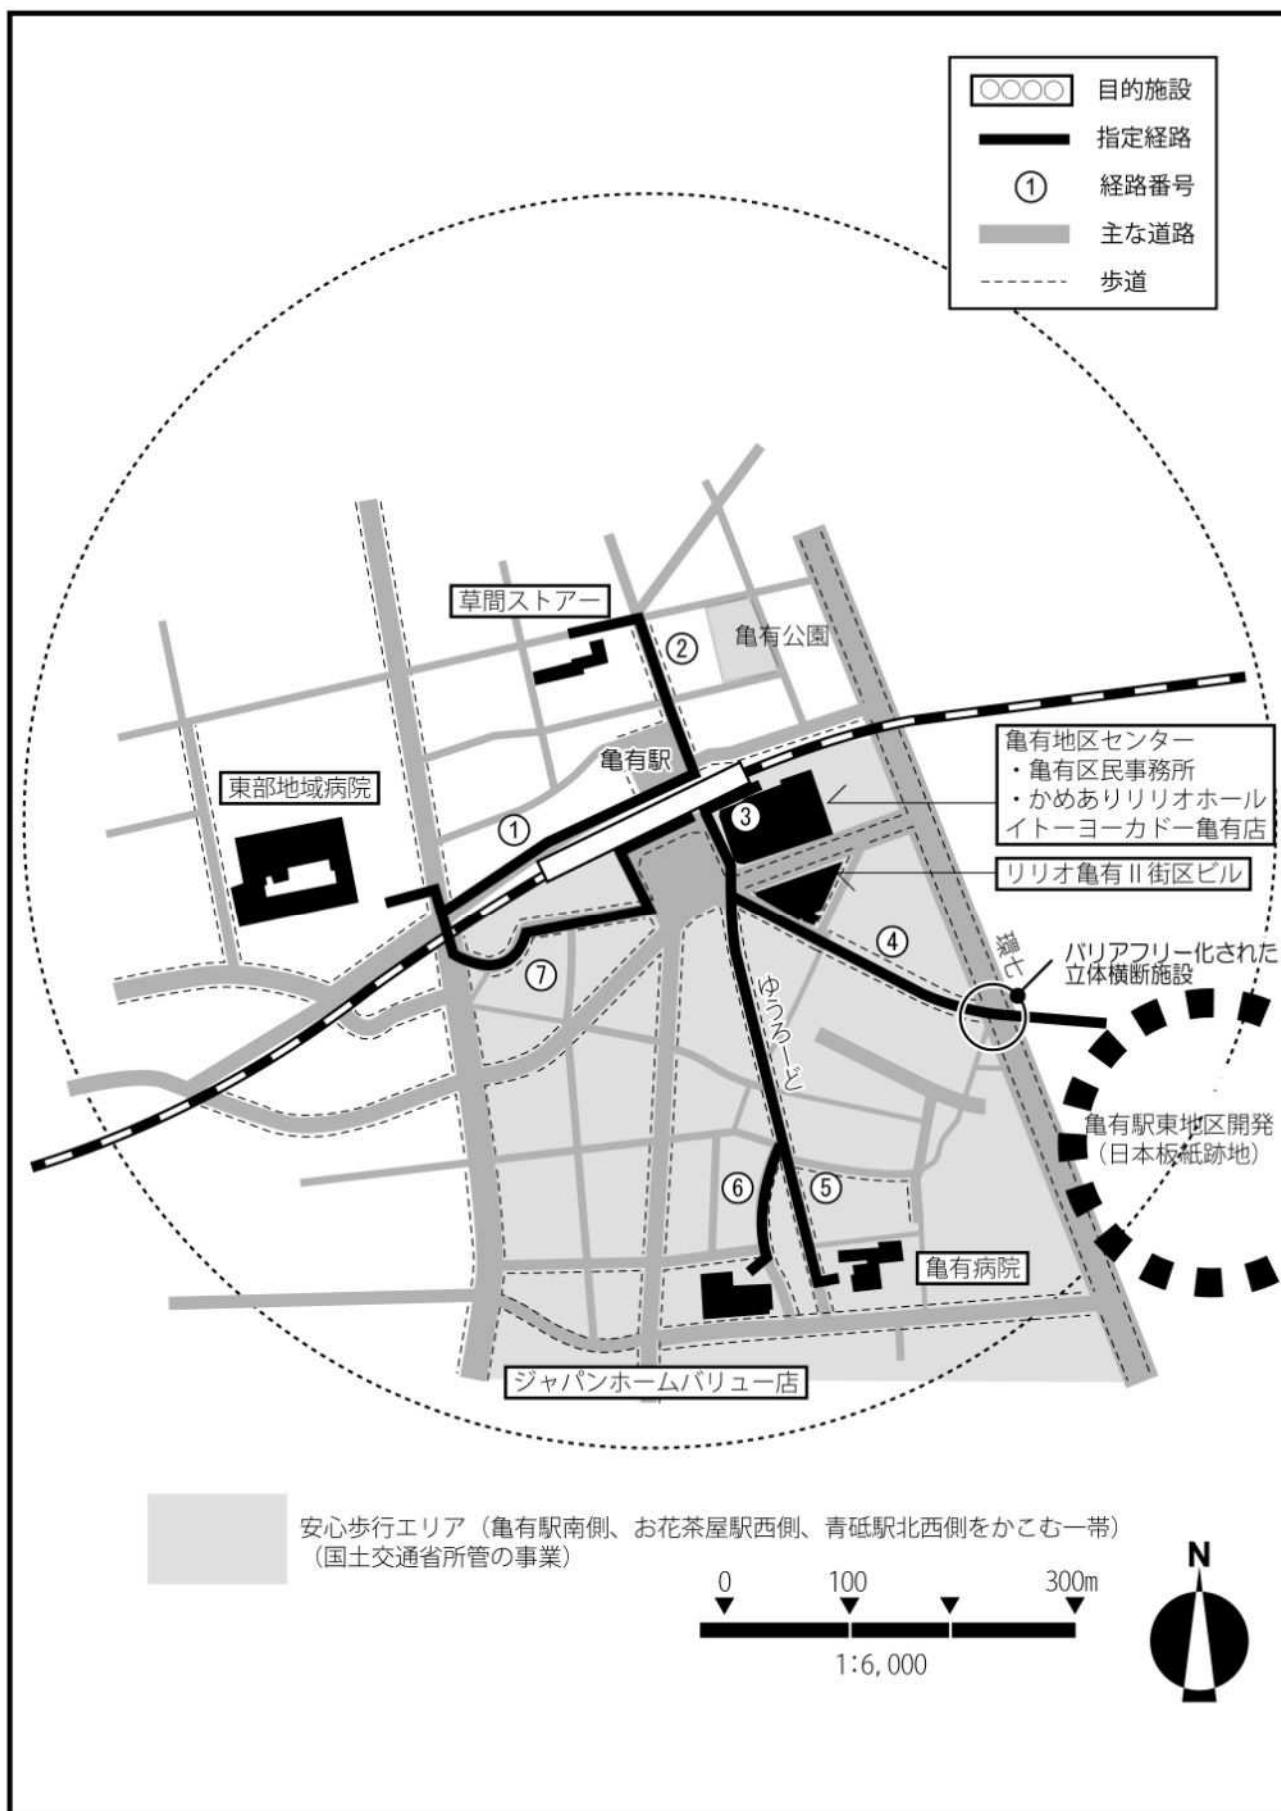 ○○○○ 目的施設
指定経路
① 経路番号
主な道路
歩道
草間ストアー
②
亀有公園
亀有駅
東部地域病院
①
③
亀有地区センター
・亀有区民事務所
・かめありリリオホール
イトーヨーカドー亀有店
リリオ亀有Ⅱ街区ビル
④
環七
バリアフリー化された
立体横断施設
⑦
ゆうろーど
亀有駅東地区開発
（日本板紙跡地）
⑥
⑤
亀有病院
ジャパンホームバリュー店
安心歩行エリア（亀有駅南側、お花茶屋駅西側、青砥駅北西側をかこむ一帯）
（国土交通省所管の事業）
0 100 300m
1:6,000
N